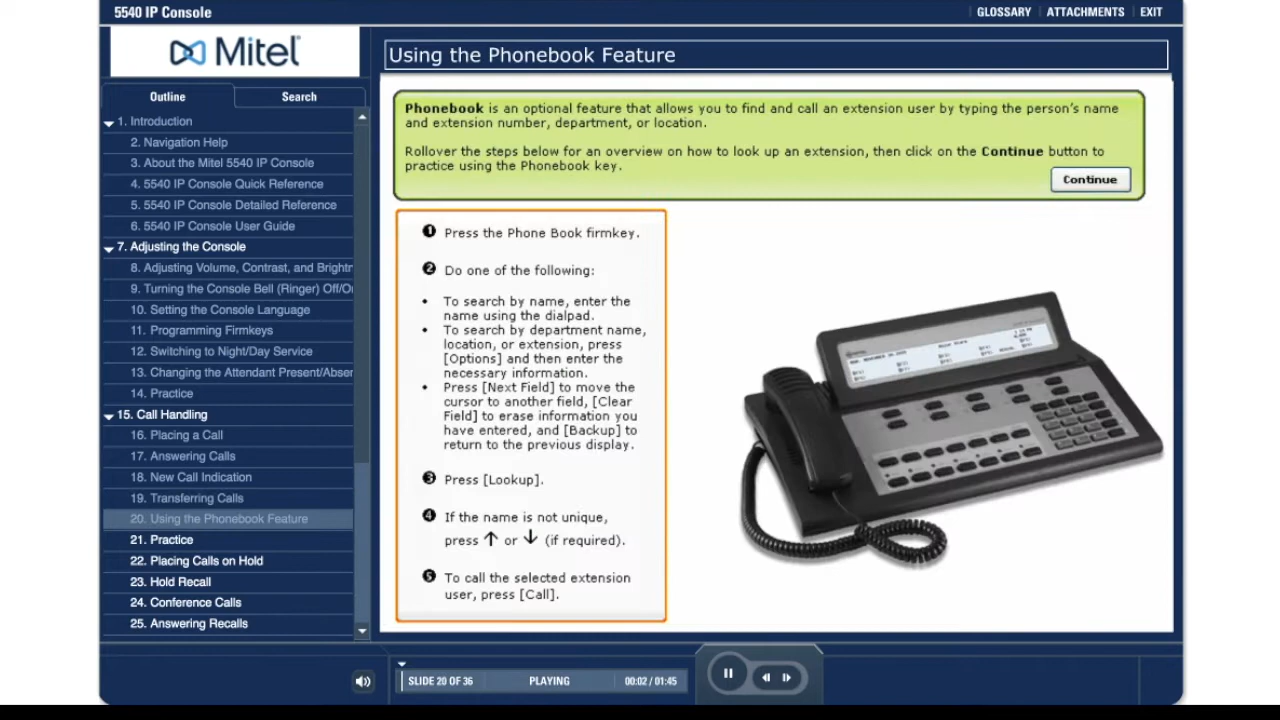 5540 IP Console
GLOSSARY
ATTACHMENTS
EXIT
Mitel
Using the Phonebook Feature
Outline
Search
1. Introduction
2. Navigation Help
3. About the Mitel 5540 IP Console
4. 5540 IP Console Quick Reference
5. 5540 IP Console Detailed Reference
6. 5540 IP Console User Guide
7. Adjusting the Console
8. Adjusting Volume, Contrast, and Brightn
9. Turning the Console Bell (Ringer) Off/O
10. Setting the Console Language
11. Programming Firmkeys
12. Switching to Night/Day Service
13. Changing the Attendant Present/Abser
14. Practice
15. Call Handling
16. Placing a Call
17. Answering Calls
18. New Call Indication
19. Transferring Calls
20. Using the Phonebook Feature
21. Practice
22. Placing Calls on Hold
23. Hold Recall
24. Conference Calls
25. Answering Recalls
Phonebook is an optional feature that allows you to find and call an extension user by typing the person's name
and extension number, department, or location.
Rollover the steps below for an overview on how to look up an extension, then click on the Continue button to
practice using the Phonebook key.
Continue
1 Press the Phone Book firmkey.
2 Do one of the following:
• To search by name, enter the
name using the dialpad.
• To search by department name,
location, or extension, press
[Options] and then enter the
necessary information.
• Press [Next Field] to move the
cursor to another field, [Clear
Field] to erase information you
have entered, and [Backup] to
return to the previous display.
3 Press [Lookup].
4 If the name is not unique,
press ↑ or ↓ (if required).
5 To call the selected extension
user, press [Call].
SLIDE 20 OF 36
PLAYING
00:02 / 01:45